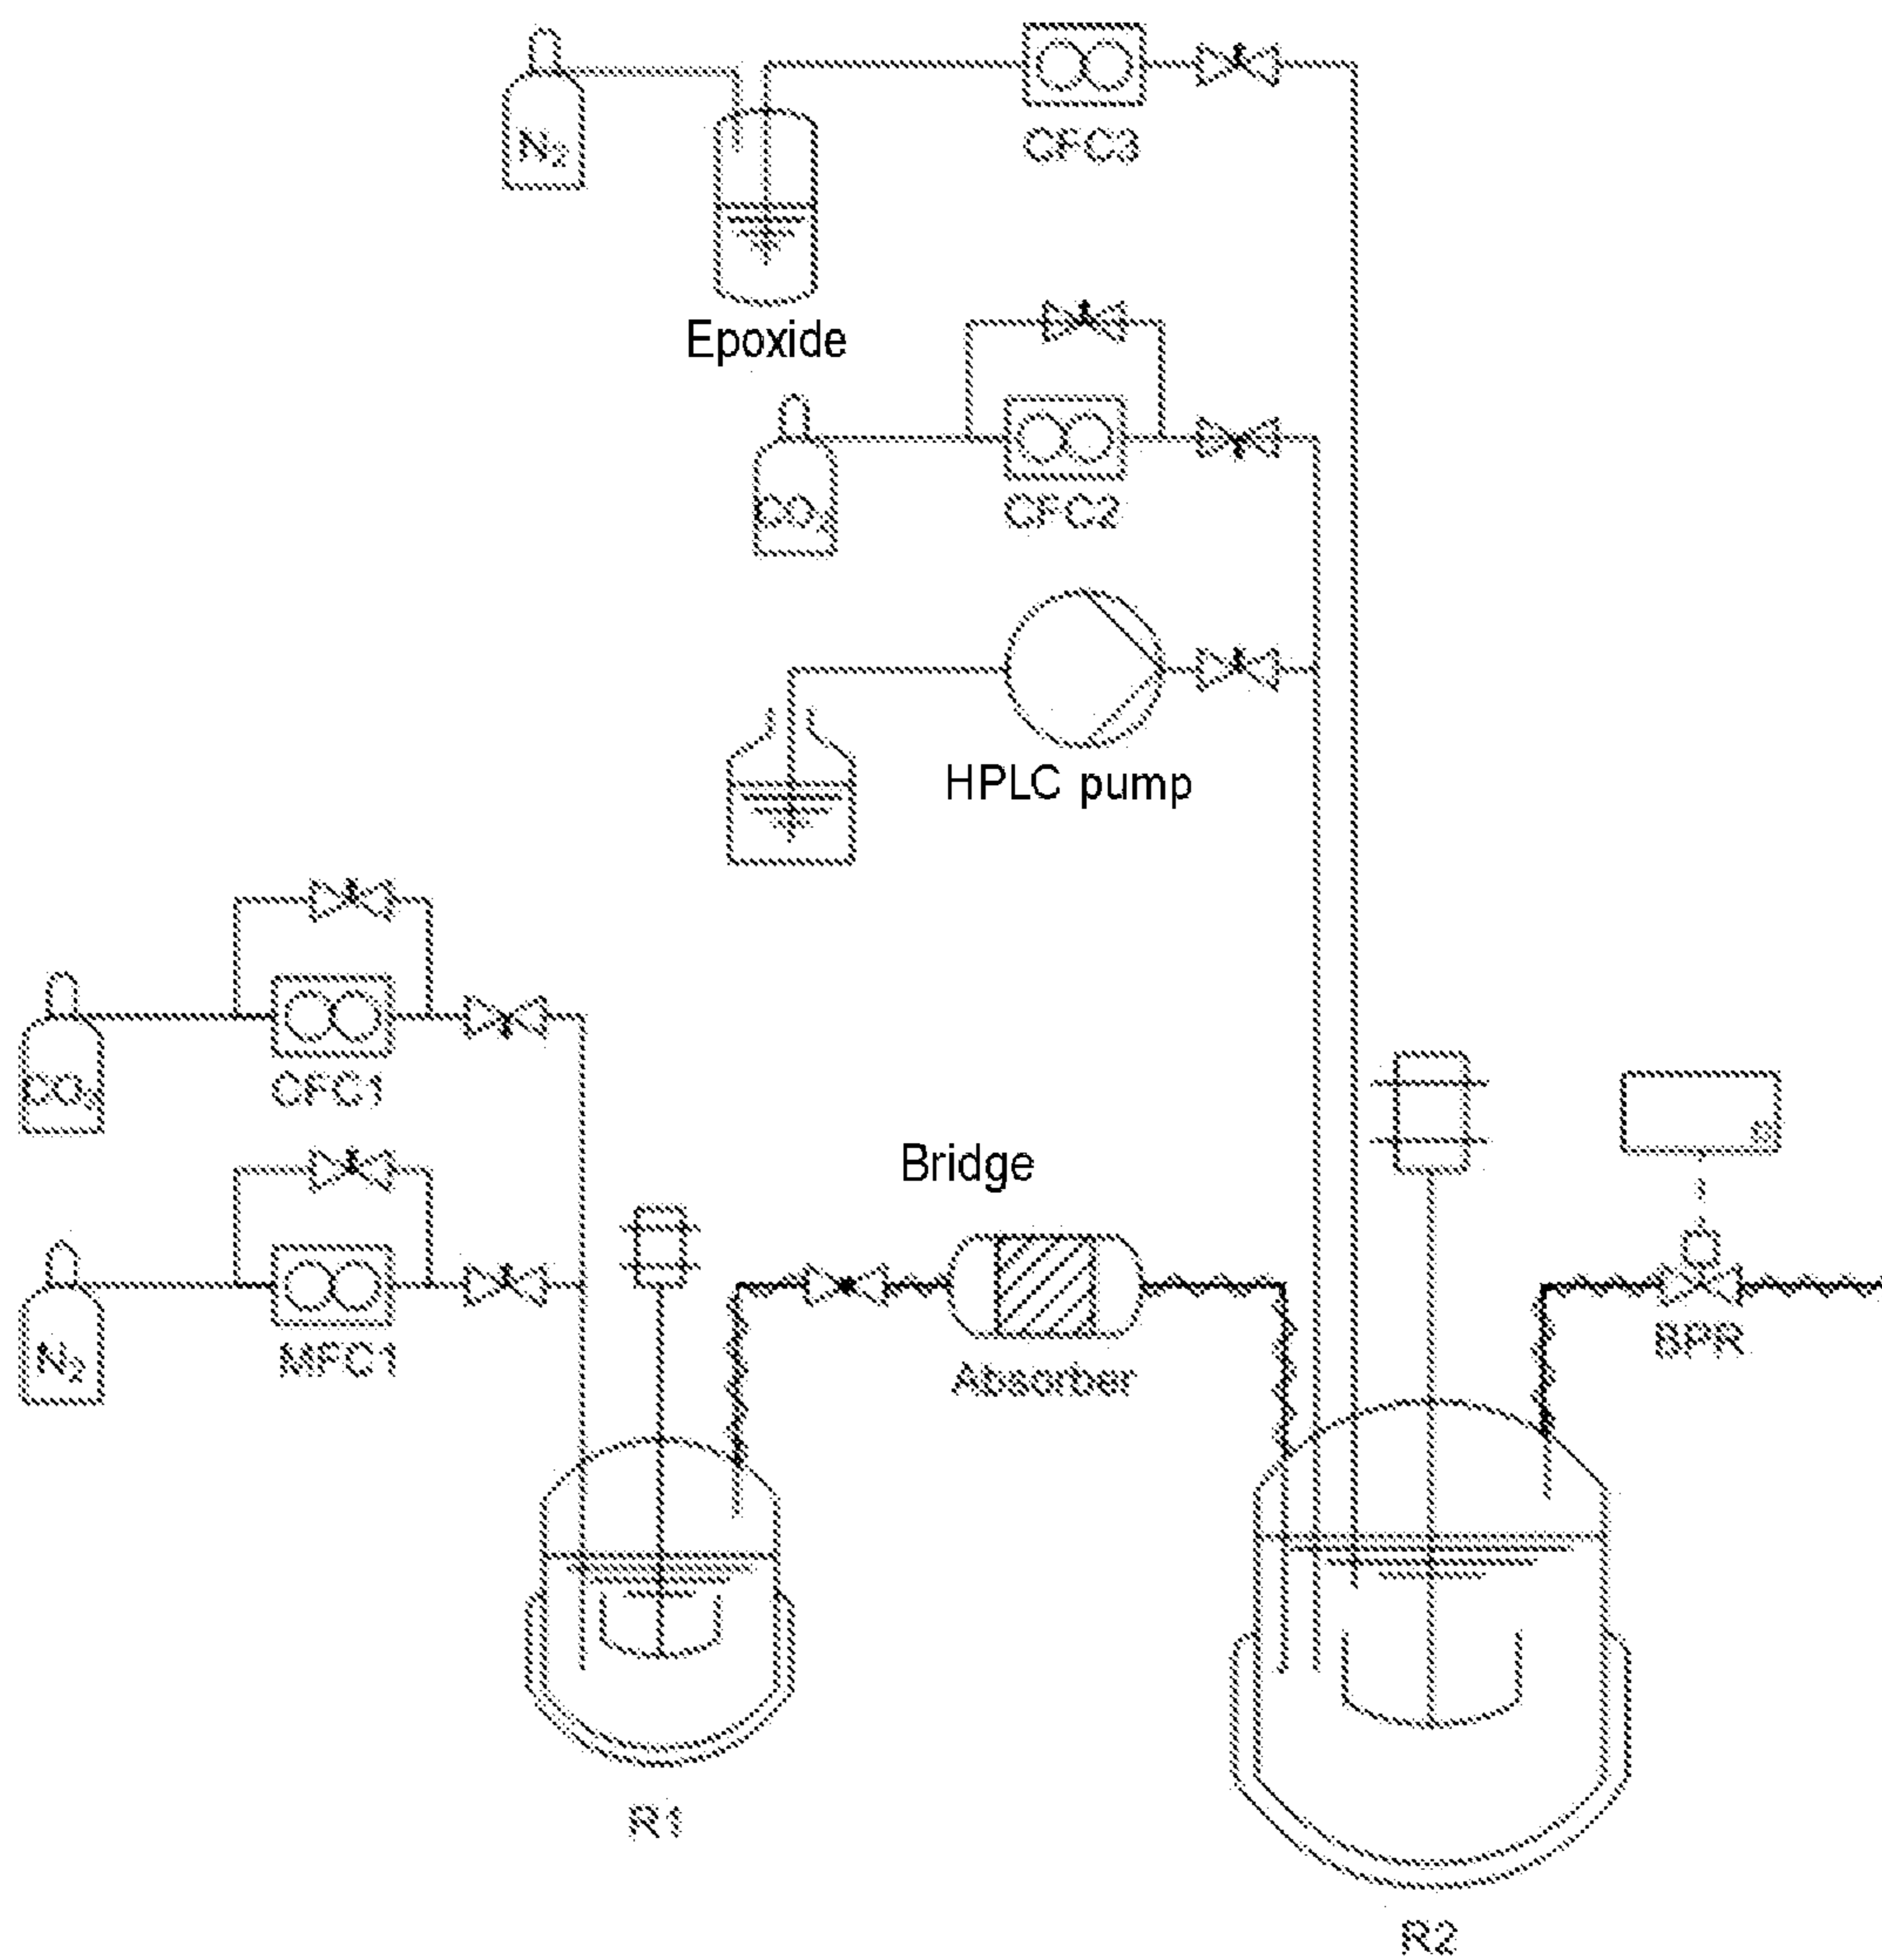 N₂
CFC3
Epoxide
CO₂
CFC2
HPLC pump
CO₂
CFC1
Bridge
N₂
MFC1
Absorber
BPR
R1
R2